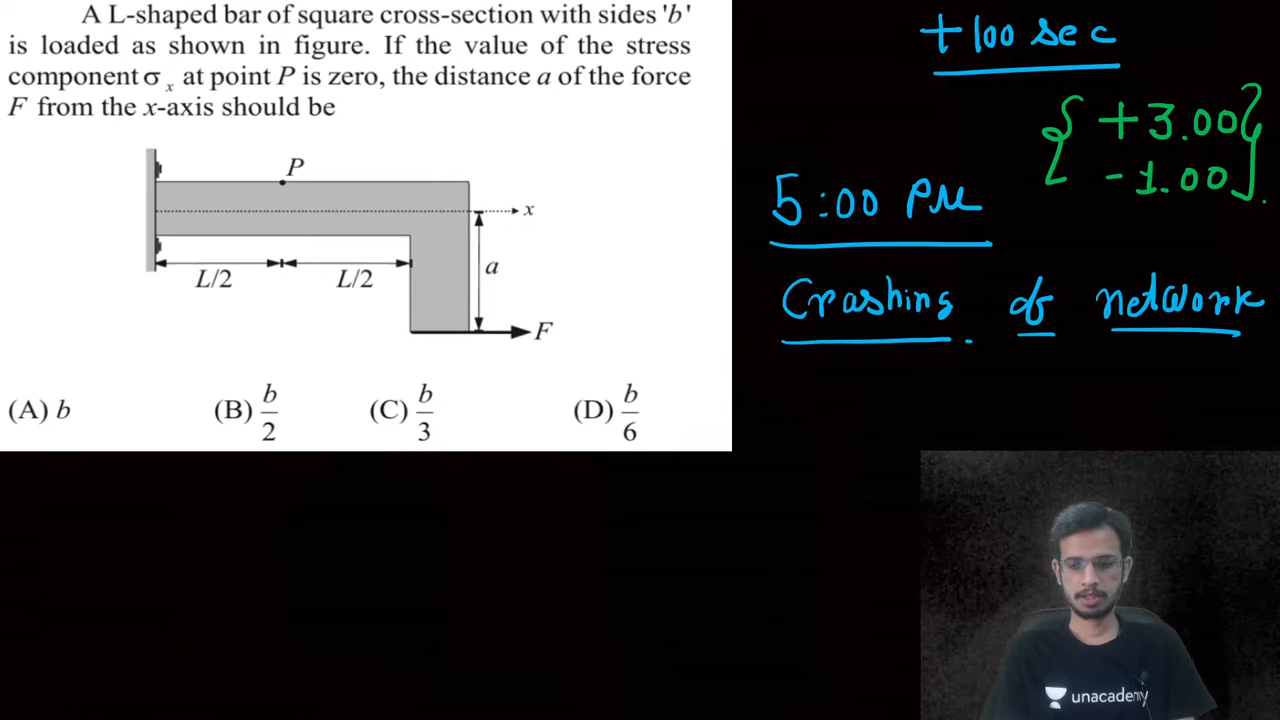 A L-shaped bar of square cross-section with sides 'b'
is loaded as shown in figure. If the value of the stress
component σx at point P is zero, the distance a of the force
F from the x-axis should be
P
x
L/2
L/2
a
F
(A) b
(B) b/2
(C) b/3
(D) b/6
+100 sec
{ +3.00
-1.00 }.
5:00 PM
Crashing of network
unacademy